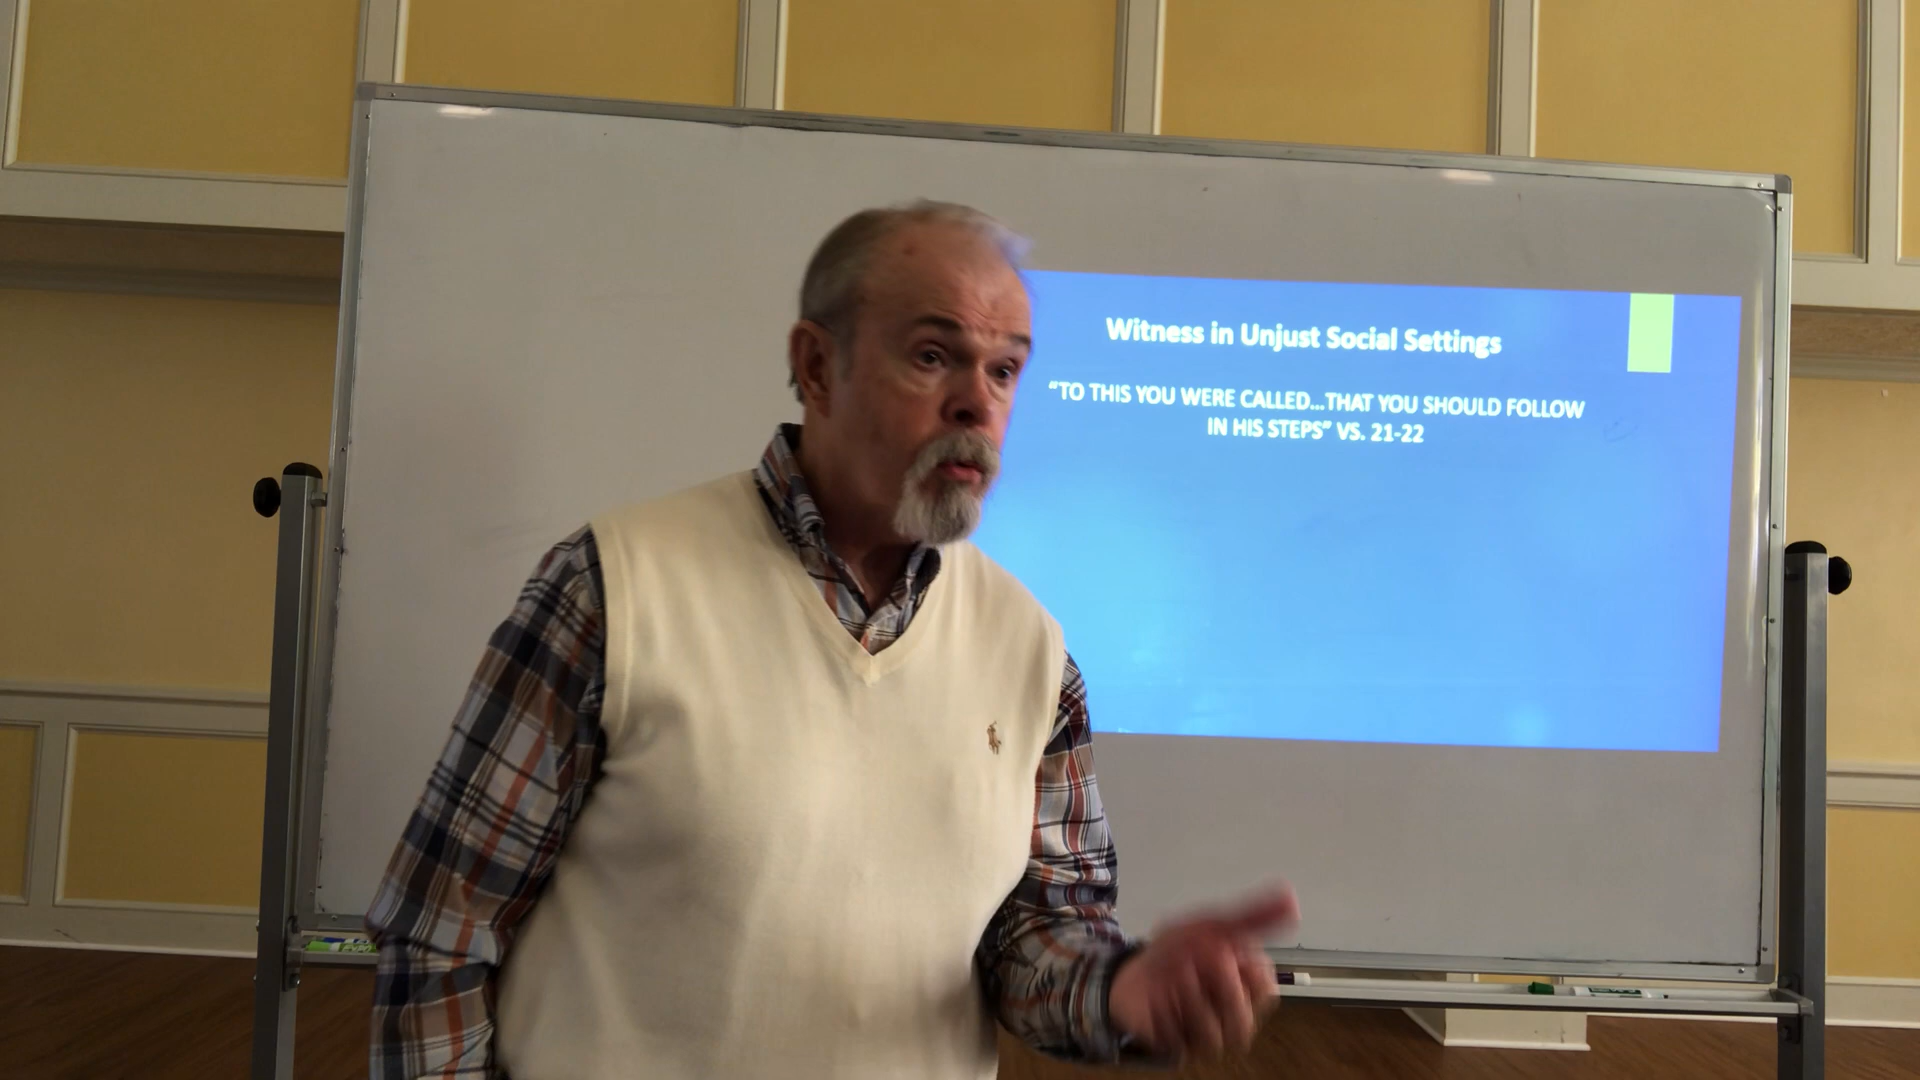 Witness in Unjust Social Settings
“TO THIS YOU WERE CALLED...THAT YOU SHOULD FOLLOW
IN HIS STEPS” VS. 21-22
EXPO